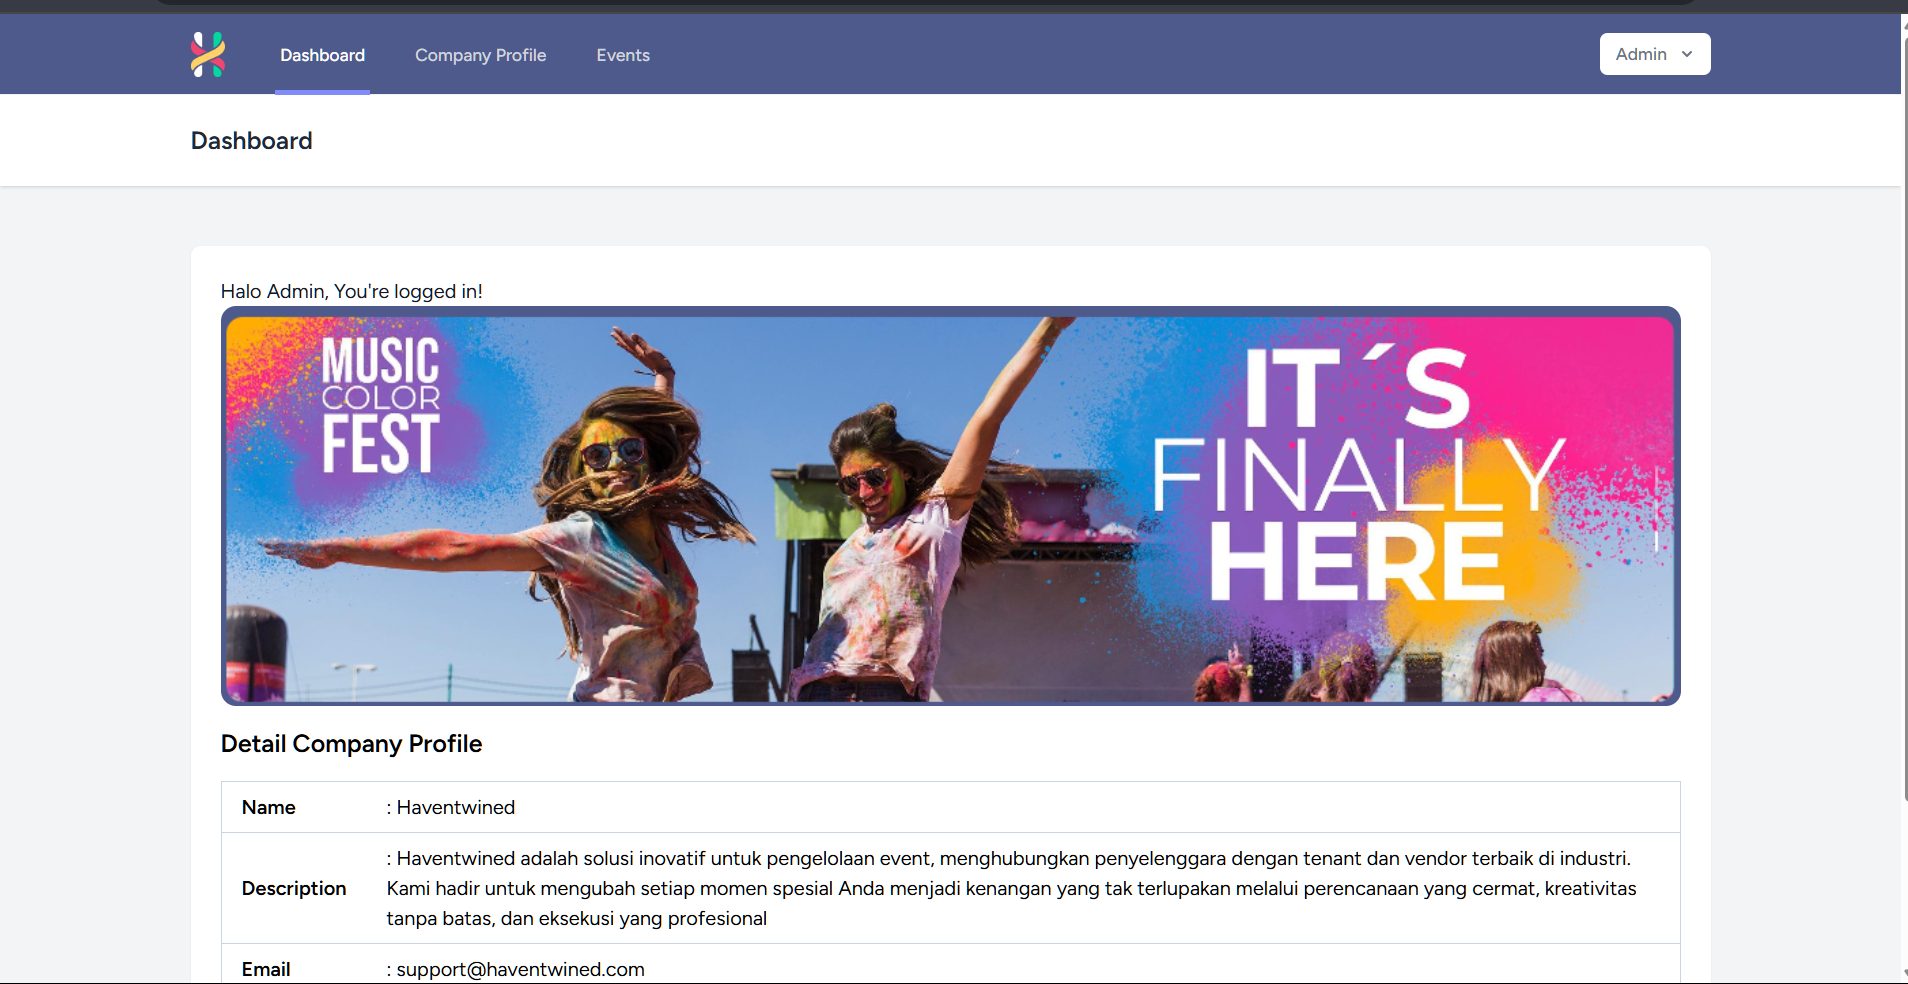 Dashboard
Company Profile
Events
Admin
Dashboard
Halo Admin, You're logged in!
MUSIC
COLOR
FEST
IT´S
FINALLY
HERE
Detail Company Profile
Name : Haventwined
Description : Haventwined adalah solusi inovatif untuk pengelolaan event, menghubungkan penyelenggara dengan tenant dan vendor terbaik di industri.
Kami hadir untuk mengubah setiap momen spesial Anda menjadi kenangan yang tak terlupakan melalui perencanaan yang cermat, kreativitas
tanpa batas, dan eksekusi yang profesional
Email : support@haventwined.com